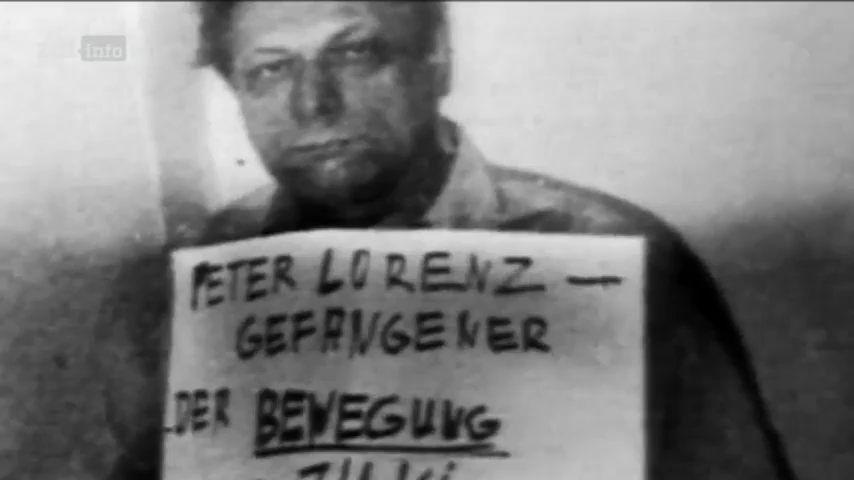 info
PETER LORENZ —
GEFANGENER
DER BEWEGUNG